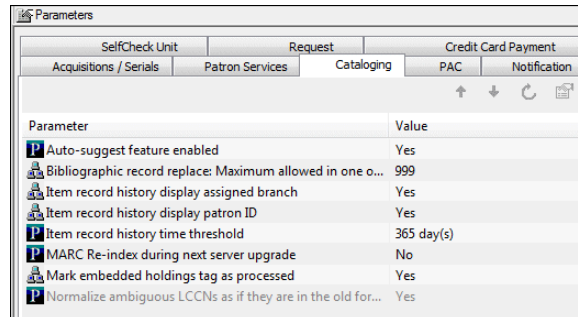 Parameters
SelfCheck Unit Request Credit Card Payment
Acquisitions / Serials Patron Services Cataloging PAC Notification
Parameter Value
P Auto-suggest feature enabled Yes
Bibliographic record replace: Maximum allowed in one o... 999
Item record history display assigned branch Yes
Item record history display patron ID Yes
P Item record history time threshold 365 day(s)
P MARC Re-index during next server upgrade No
Mark embedded holdings tag as processed Yes
P Normalize ambiguous LCCNs as if they are in the old for... Yes